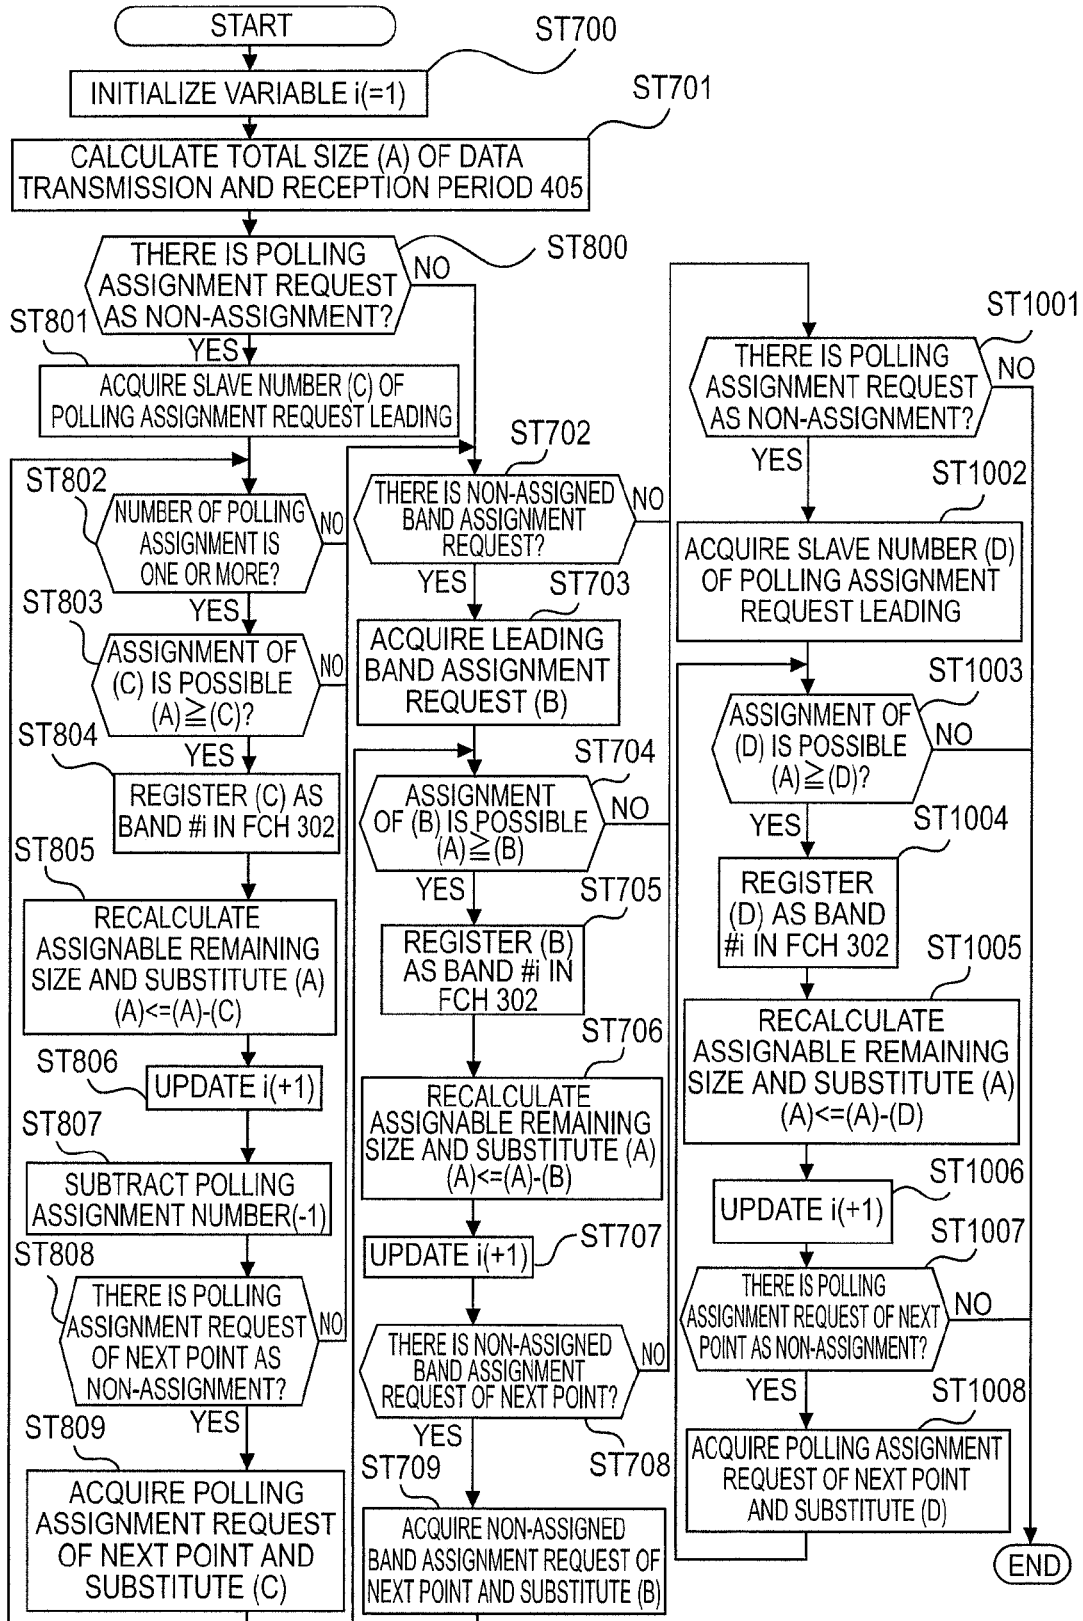 START
ST700
INITIALIZE VARIABLE i(=1)
ST701
CALCULATE TOTAL SIZE (A) OF DATA
TRANSMISSION AND RECEPTION PERIOD 405
ST800
THERE IS POLLING
ASSIGNMENT REQUEST
AS NON-ASSIGNMENT?
NO
YES
ST801
ACQUIRE SLAVE NUMBER (C) OF
POLLING ASSIGNMENT REQUEST LEADING
ST802
NUMBER OF POLLING
ASSIGNMENT IS
ONE OR MORE?
NO
YES
ST803
ASSIGNMENT OF
(C) IS POSSIBLE
(A)≧(C)?
NO
YES
ST804
REGISTER (C) AS
BAND #i IN FCH 302
ST805
RECALCULATE
ASSIGNABLE REMAINING
SIZE AND SUBSTITUTE (A)
(A)<=(A)-(C)
ST806
UPDATE i(+1)
ST807
SUBTRACT POLLING
ASSIGNMENT NUMBER(-1)
ST808
THERE IS POLLING
ASSIGNMENT REQUEST
OF NEXT POINT AS
NON-ASSIGNMENT?
NO
YES
ST809
ACQUIRE POLLING
ASSIGNMENT REQUEST
OF NEXT POINT AND
SUBSTITUTE (C)
ST702
THERE IS NON-ASSIGNED
BAND ASSIGNMENT
REQUEST?
NO
YES
ST703
ACQUIRE LEADING
BAND ASSIGNMENT
REQUEST (B)
ST704
ASSIGNMENT
OF (B) IS POSSIBLE
(A)≧(B)
NO
YES
ST705
REGISTER (B)
AS BAND #i IN
FCH 302
ST706
RECALCULATE
ASSIGNABLE REMAINING
SIZE AND SUBSTITUTE (A)
(A)<=(A)-(B)
ST707
UPDATE i(+1)
THERE IS NON-ASSIGNED
BAND ASSIGNMENT
REQUEST OF NEXT POINT?
NO
YES
ST708
ST709
ACQUIRE NON-ASSIGNED
BAND ASSIGNMENT REQUEST OF
NEXT POINT AND SUBSTITUTE (B)
ST1001
THERE IS POLLING
ASSIGNMENT REQUEST
AS NON-ASSIGNMENT?
NO
YES
ST1002
ACQUIRE SLAVE NUMBER (D)
OF POLLING ASSIGNMENT
REQUEST LEADING
ST1003
ASSIGNMENT OF
(D) IS POSSIBLE
(A)≧(D)?
NO
YES
ST1004
REGISTER
(D) AS BAND
#i IN FCH 302
ST1005
RECALCULATE
ASSIGNABLE REMAINING
SIZE AND SUBSTITUTE (A)
(A)<=(A)-(D)
ST1006
UPDATE i(+1)
ST1007
THERE IS POLLING
ASSIGNMENT REQUEST OF NEXT
POINT AS NON-ASSIGNMENT?
NO
YES
ST1008
ACQUIRE POLLING ASSIGNMENT
REQUEST OF NEXT POINT
AND SUBSTITUTE (D)
END